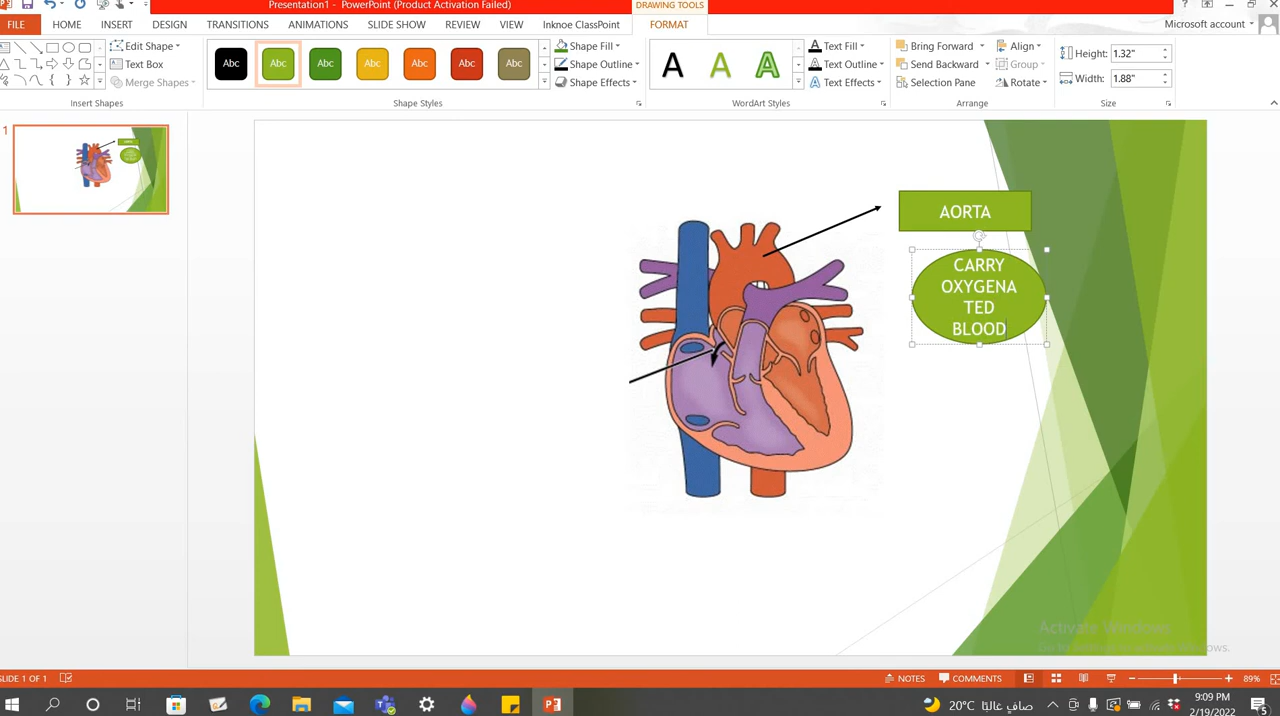 Presentation1 - PowerPoint (Product Activation Failed)
DRAWING TOOLS
FILE HOME INSERT DESIGN TRANSITIONS ANIMATIONS SLIDE SHOW REVIEW VIEW Inknoe ClassPoint FORMAT Microsoft account
Edit Shape
Text Box
Merge Shapes
Insert Shapes
Abc Abc Abc Abc Abc Abc Abc
Shape Fill
Shape Outline
Shape Effects
Shape Styles
A A A
Text Fill
Text Outline
Text Effects
WordArt Styles
Bring Forward
Send Backward
Selection Pane
Align
Group
Rotate
Arrange
Height: 1.32"
Width: 1.88"
Size
1
AORTA
CARRY
OXYGENA
TED
BLOOD
Activate Windows
SLIDE 1 OF 1 NOTES COMMENTS 89%
20°C صافٍ غالبًا 9:09 PM
2/19/2022 5